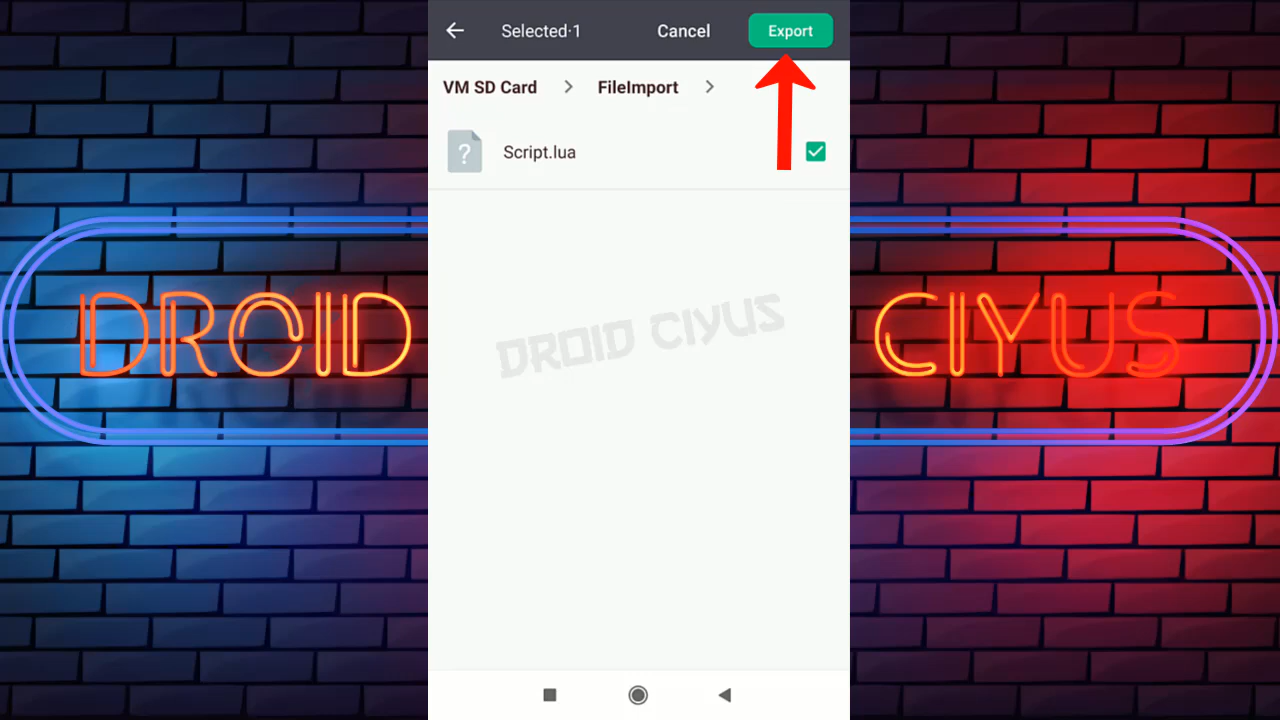 Selected·1 Cancel Export
VM SD Card > FileImport >
? Script.lua
DROID CIYUS
DROID CIYUS